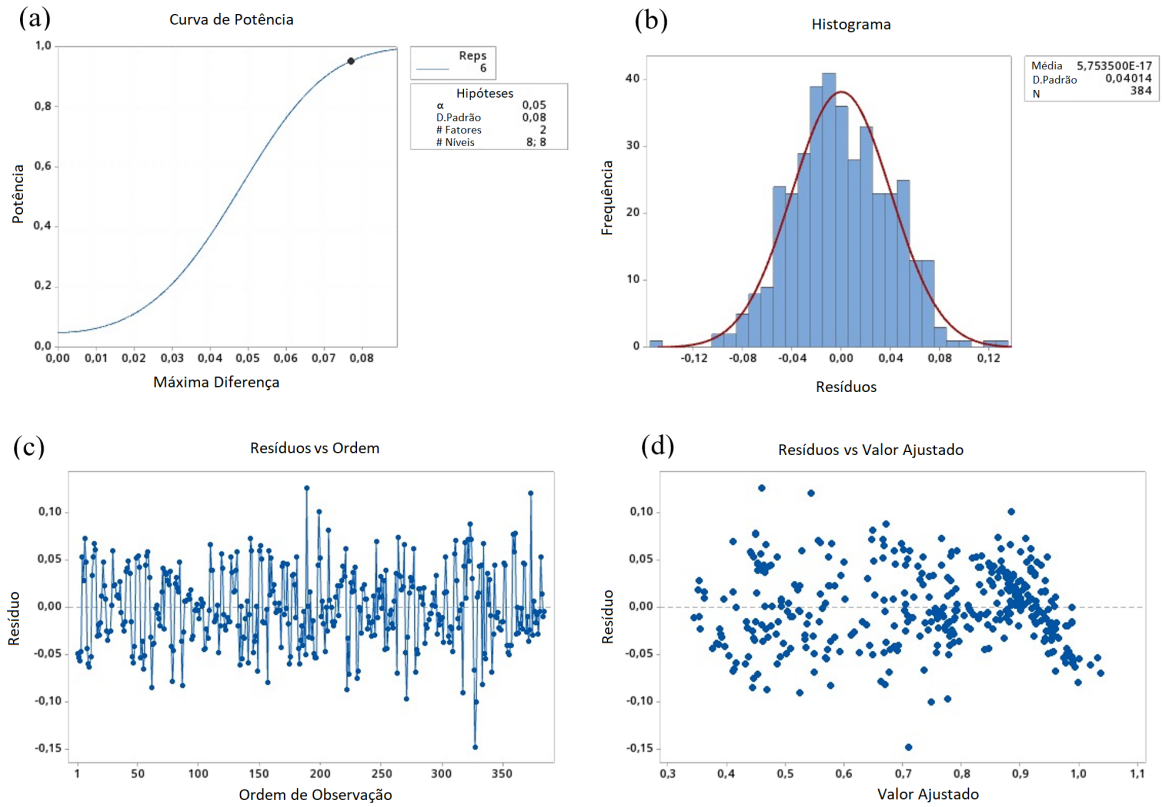 (a)
Curva de Potência
1,0
0,8
0,6
0,4
0,2
0,0
Potência
0,00 0,01 0,02 0,03 0,04 0,05 0,06 0,07 0,08
Máxima Diferença
Reps
6
Hipóteses
α 0,05
D.Padrão 0,08
# Fatores 2
# Níveis 8; 8
(b)
Histograma
40
30
20
10
0
Frequência
-0,12 -0,08 -0,04 0,00 0,04 0,08 0,12
Resíduos
Média 5,753500E-17
D.Padrão 0,04014
N 384
(c)
Resíduos vs Ordem
0,10
0,05
0,00
-0,05
-0,10
-0,15
Resíduo
1 50 100 150 200 250 300 350
Ordem de Observação
(d)
Resíduos vs Valor Ajustado
0,10
0,05
0,00
-0,05
-0,10
-0,15
Resíduo
0,3 0,4 0,5 0,6 0,7 0,8 0,9 1,0 1,1
Valor Ajustado